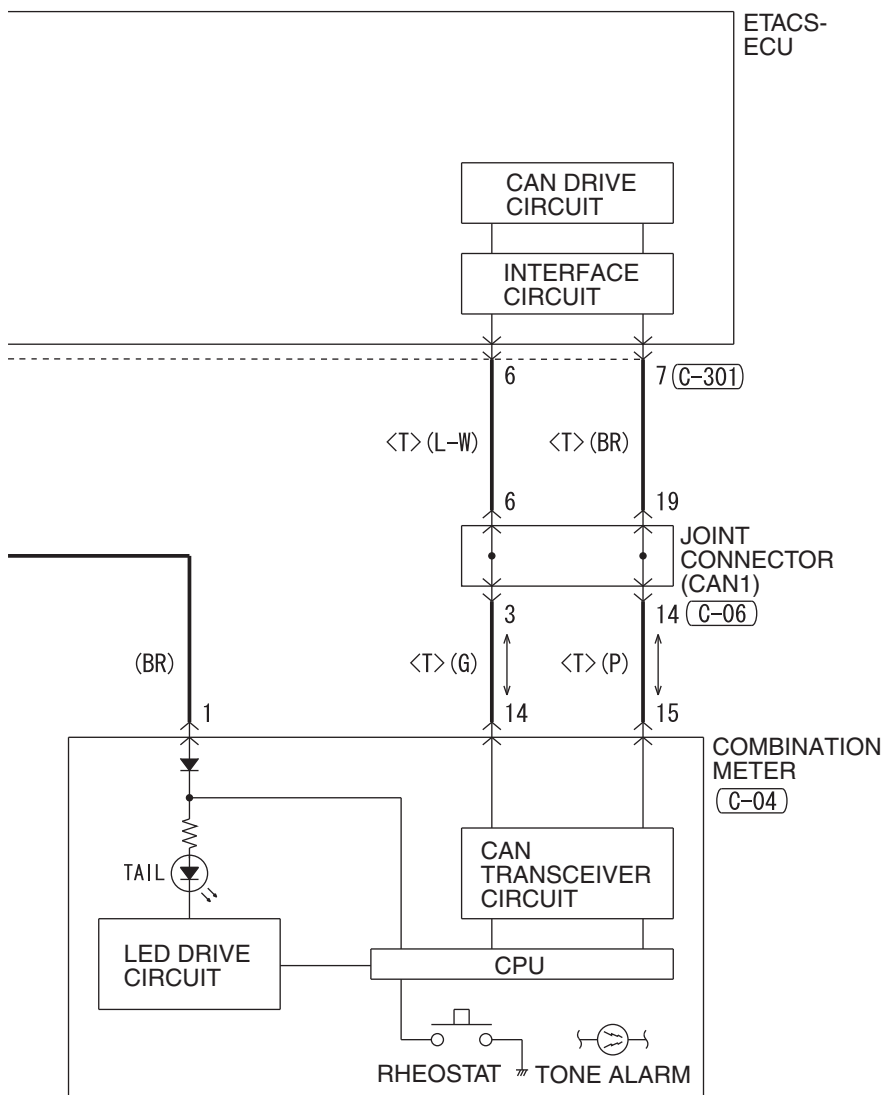 ETACS-
ECU
CAN DRIVE
CIRCUIT
INTERFACE
CIRCUIT
6
7
C-301
<T>(L-W)
<T>(BR)
6
19
JOINT
CONNECTOR
(CAN1)
3
14
C-06
(BR)
<T>(G)
<T>(P)
1
14
15
COMBINATION
METER
C-04
TAIL
CAN
TRANSCEIVER
CIRCUIT
LED DRIVE
CIRCUIT
CPU
RHEOSTAT
TONE ALARM